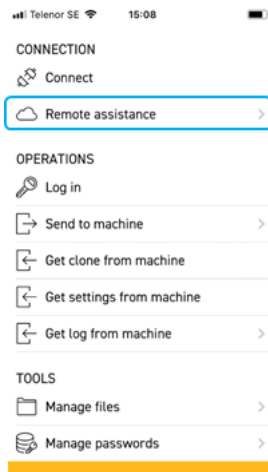 Telenor SE 15:08
CONNECTION
Connect
Remote assistance
OPERATIONS
Log in
Send to machine
Get clone from machine
Get settings from machine
Get log from machine
TOOLS
Manage files
Manage passwords